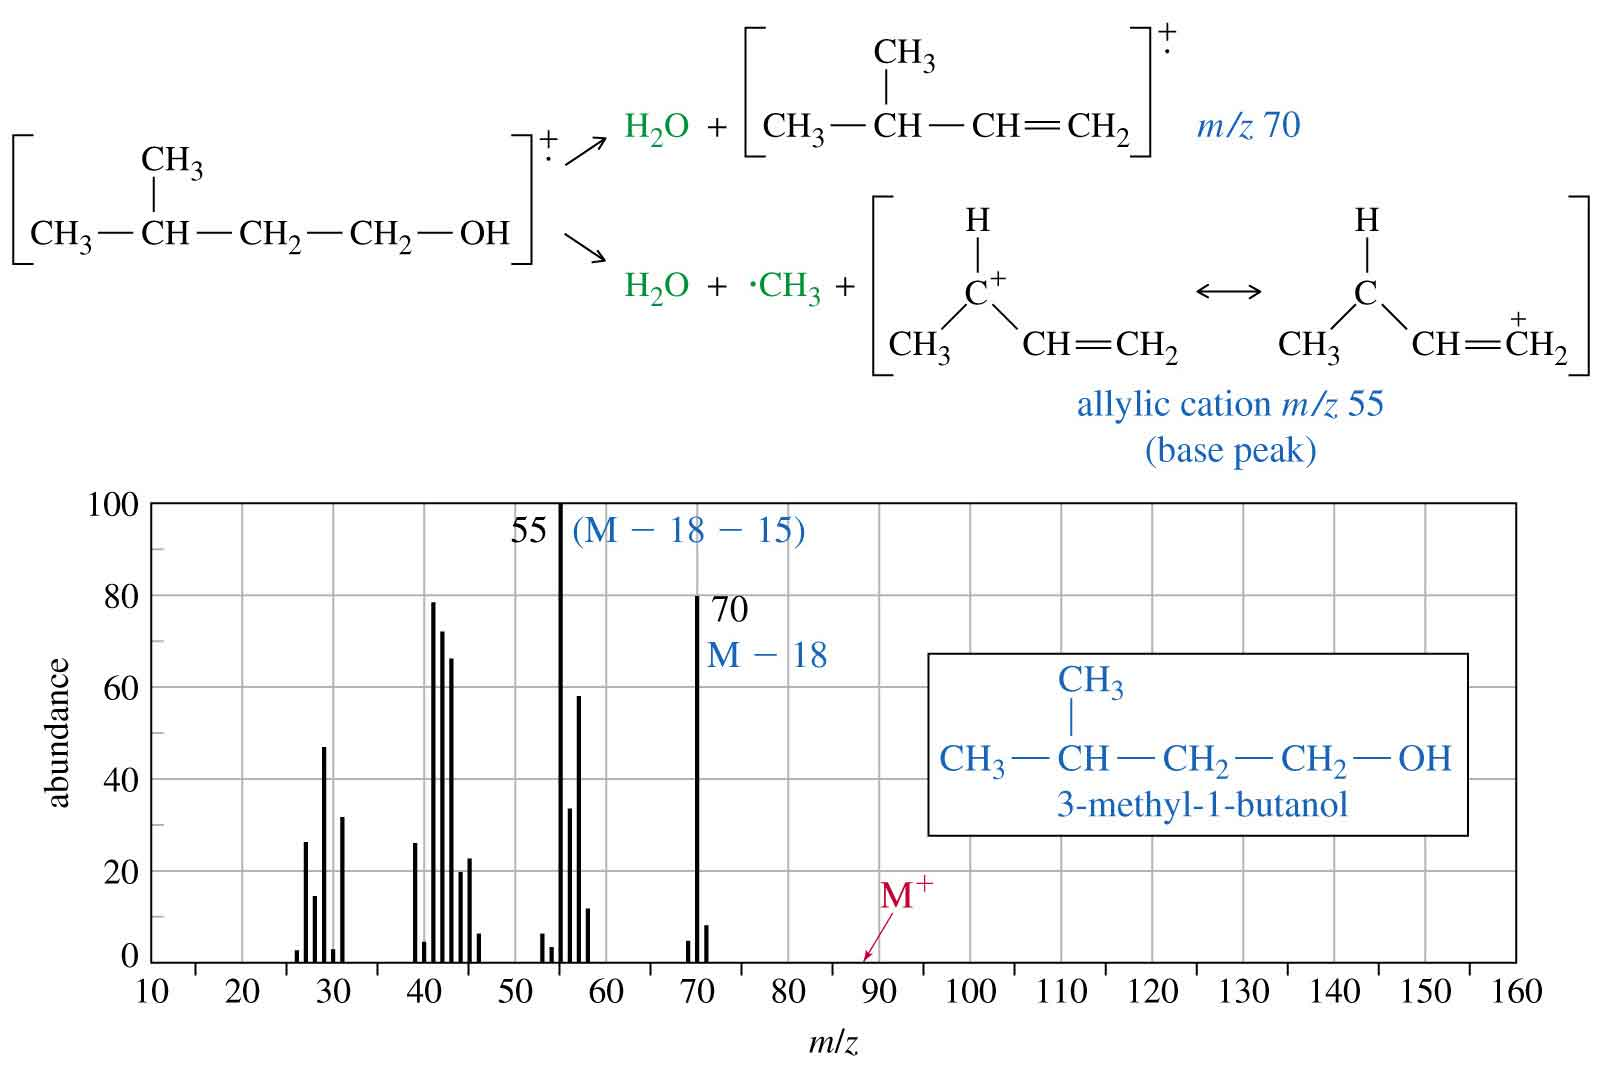 [CH₃—CH(CH₃)—CH₂—CH₂—OH]⁺·
H₂O + [CH₃—CH(CH₃)—CH=CH₂]⁺· m/z 70
H₂O + ·CH₃ + [CH₃—C⁺(H)—CH=CH₂ ↔ CH₃—C(H)—CH=C⁺H₂]
allylic cation m/z 55
(base peak)
abundance
100
80
60
40
20
0
55 (M − 18 − 15)
70
M − 18
CH₃
CH₃—CH—CH₂—CH₂—OH
3-methyl-1-butanol
M⁺
10 20 30 40 50 60 70 80 90 100 110 120 130 140 150 160
m/z